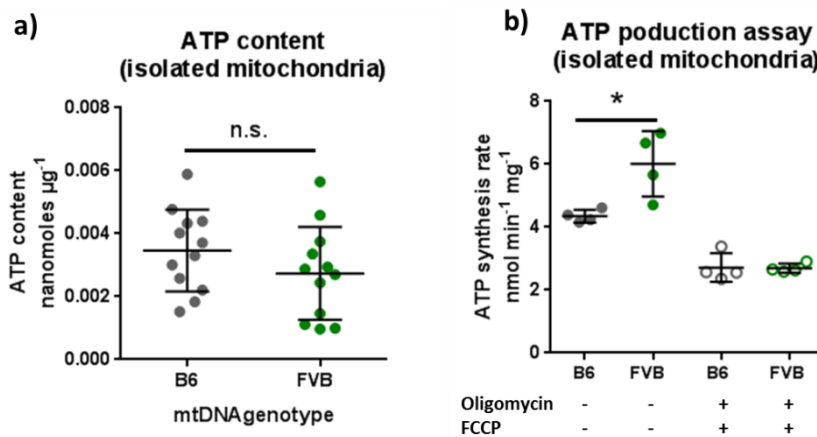 a)
ATP content
(isolated mitochondria)
ATP content
nanomoles µg-1
0.008
0.006
0.004
0.002
0.000
n.s.
B6 FVB
mtDNAgenotype
b)
ATP poduction assay
(isolated mitochondria)
ATP synthesis rate
nmol min-1 mg-1
8
6
4
2
0
*
B6 FVB B6 FVB
Oligomycin - - + +
FCCP - - + +